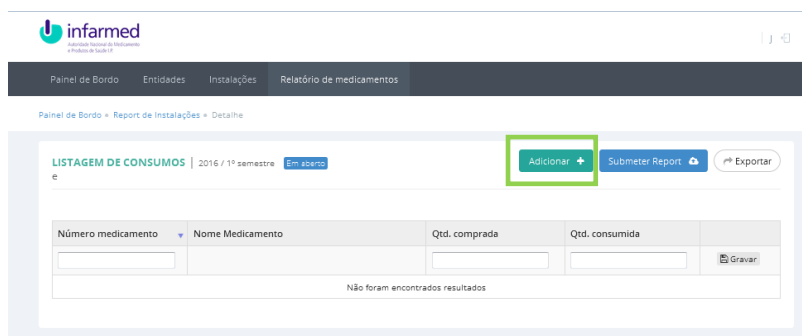 infarmed
Autoridade Nacional do Medicamento
e Produtos de Saúde I.P.
J
Painel de Bordo Entidades Instalações Relatório de medicamentos
Painel de Bordo » Report de Instalações » Detalhe
LISTAGEM DE CONSUMOS | 2016 / 1º semestre Em aberto
e
Adicionar + Submeter Report Exportar
Número medicamento Nome Medicamento Qtd. comprada Qtd. consumida
Gravar
Não foram encontrados resultados